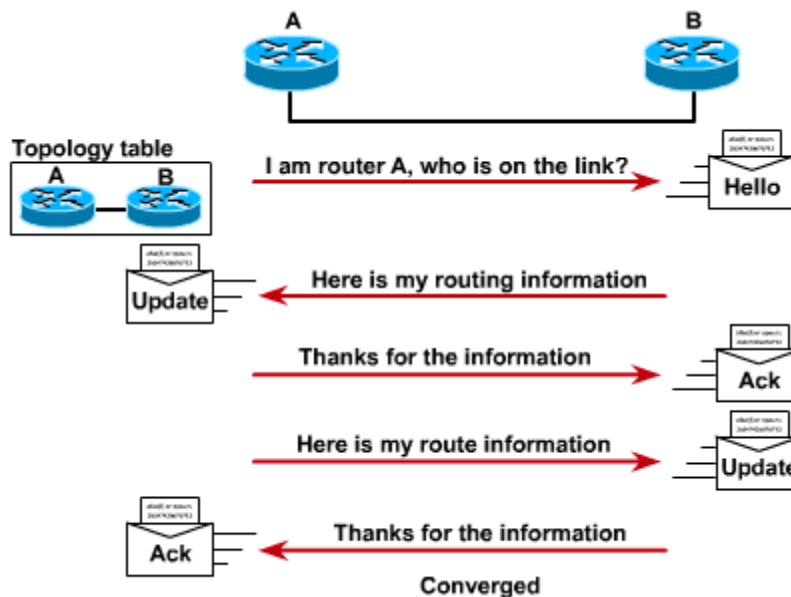 A
B
Topology table
A
B
I am router A, who is on the link?
Hello
Here is my routing information
Update
Thanks for the information
Ack
Here is my route information
Update
Thanks for the information
Ack
Converged